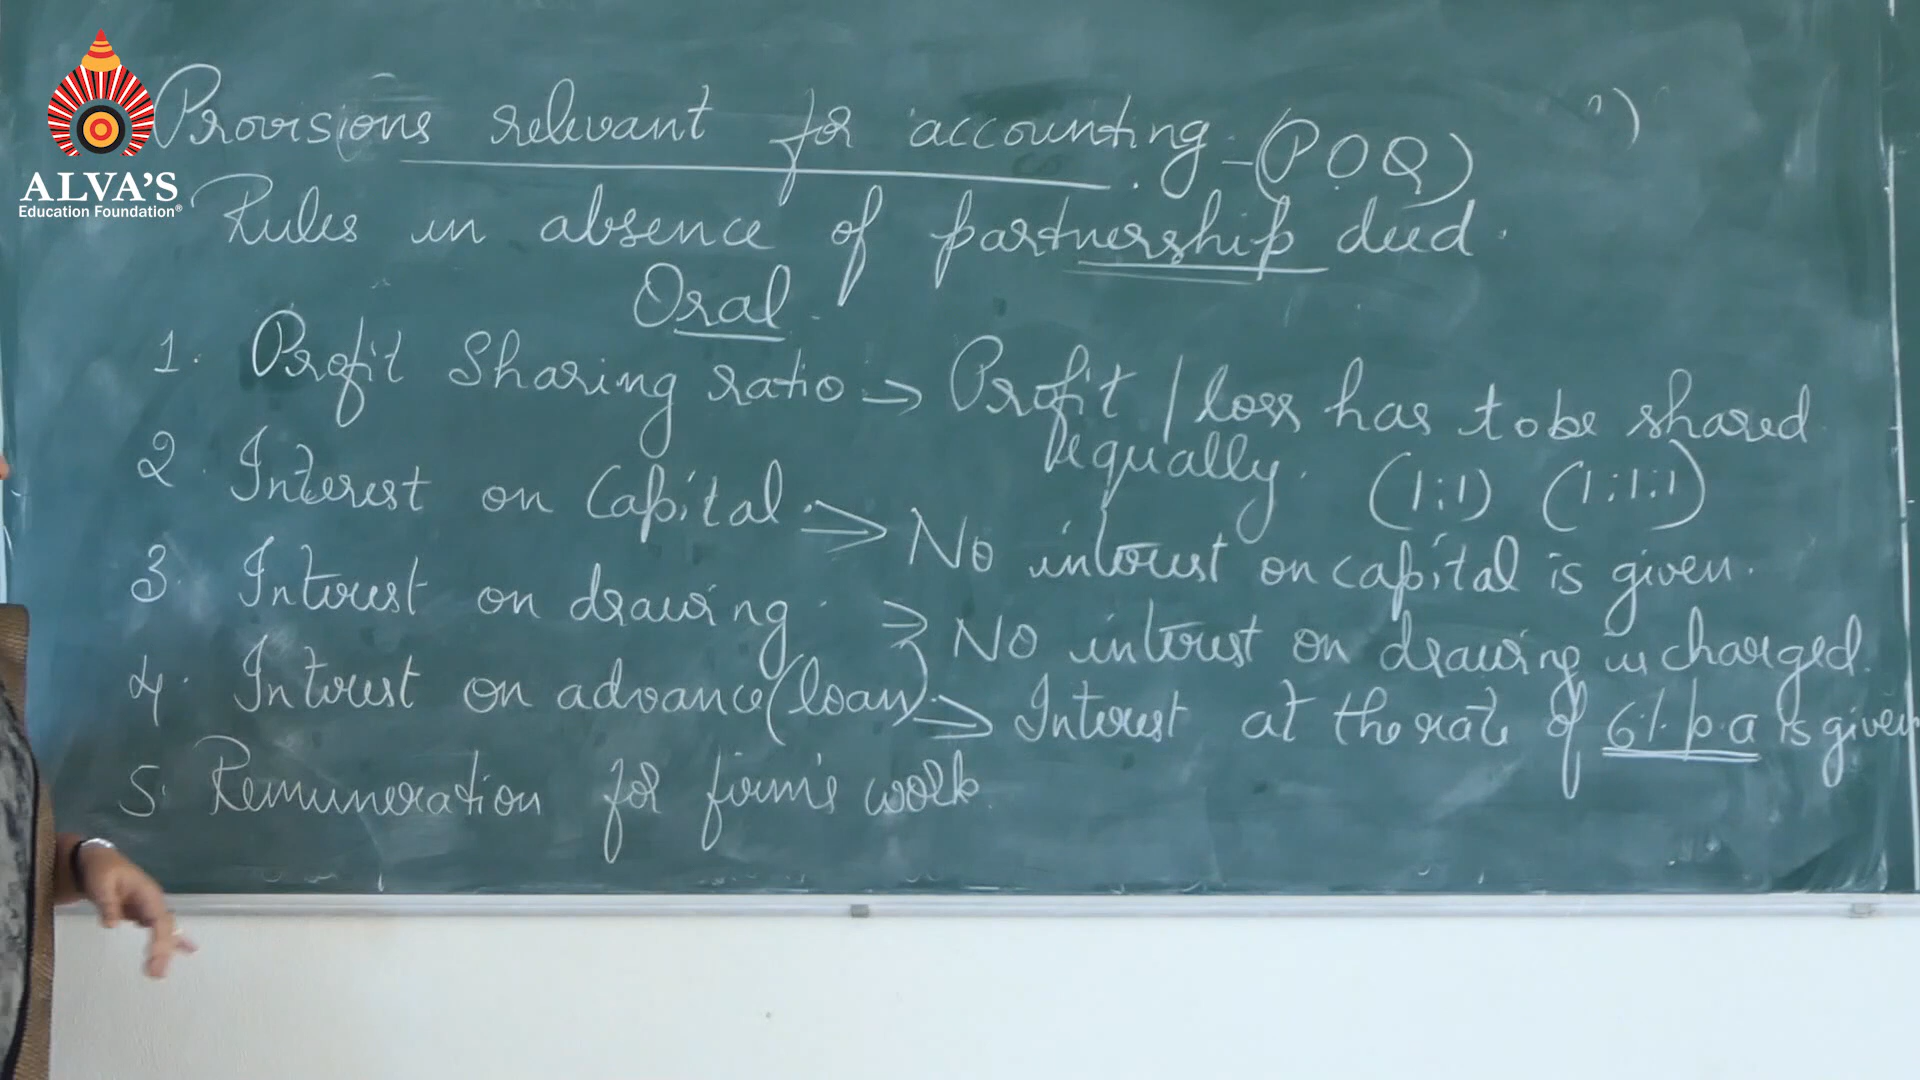 ALVA'S
Education Foundation®
Provisions relevant for accounting - (POQ)
Rules in absence of partnership deed.
Oral
1. Profit Sharing ratio → Profit / loss has to be shared
equally. (1:1) (1:1:1)
2. Interest on Capital ⇒ No interest on capital is given.
3. Interest on drawing ⇒ No interest on drawing is charged.
4. Interest on advance (loan) ⇒ Interest at the rate of 6% p.a is given
5. Remuneration for firm's work